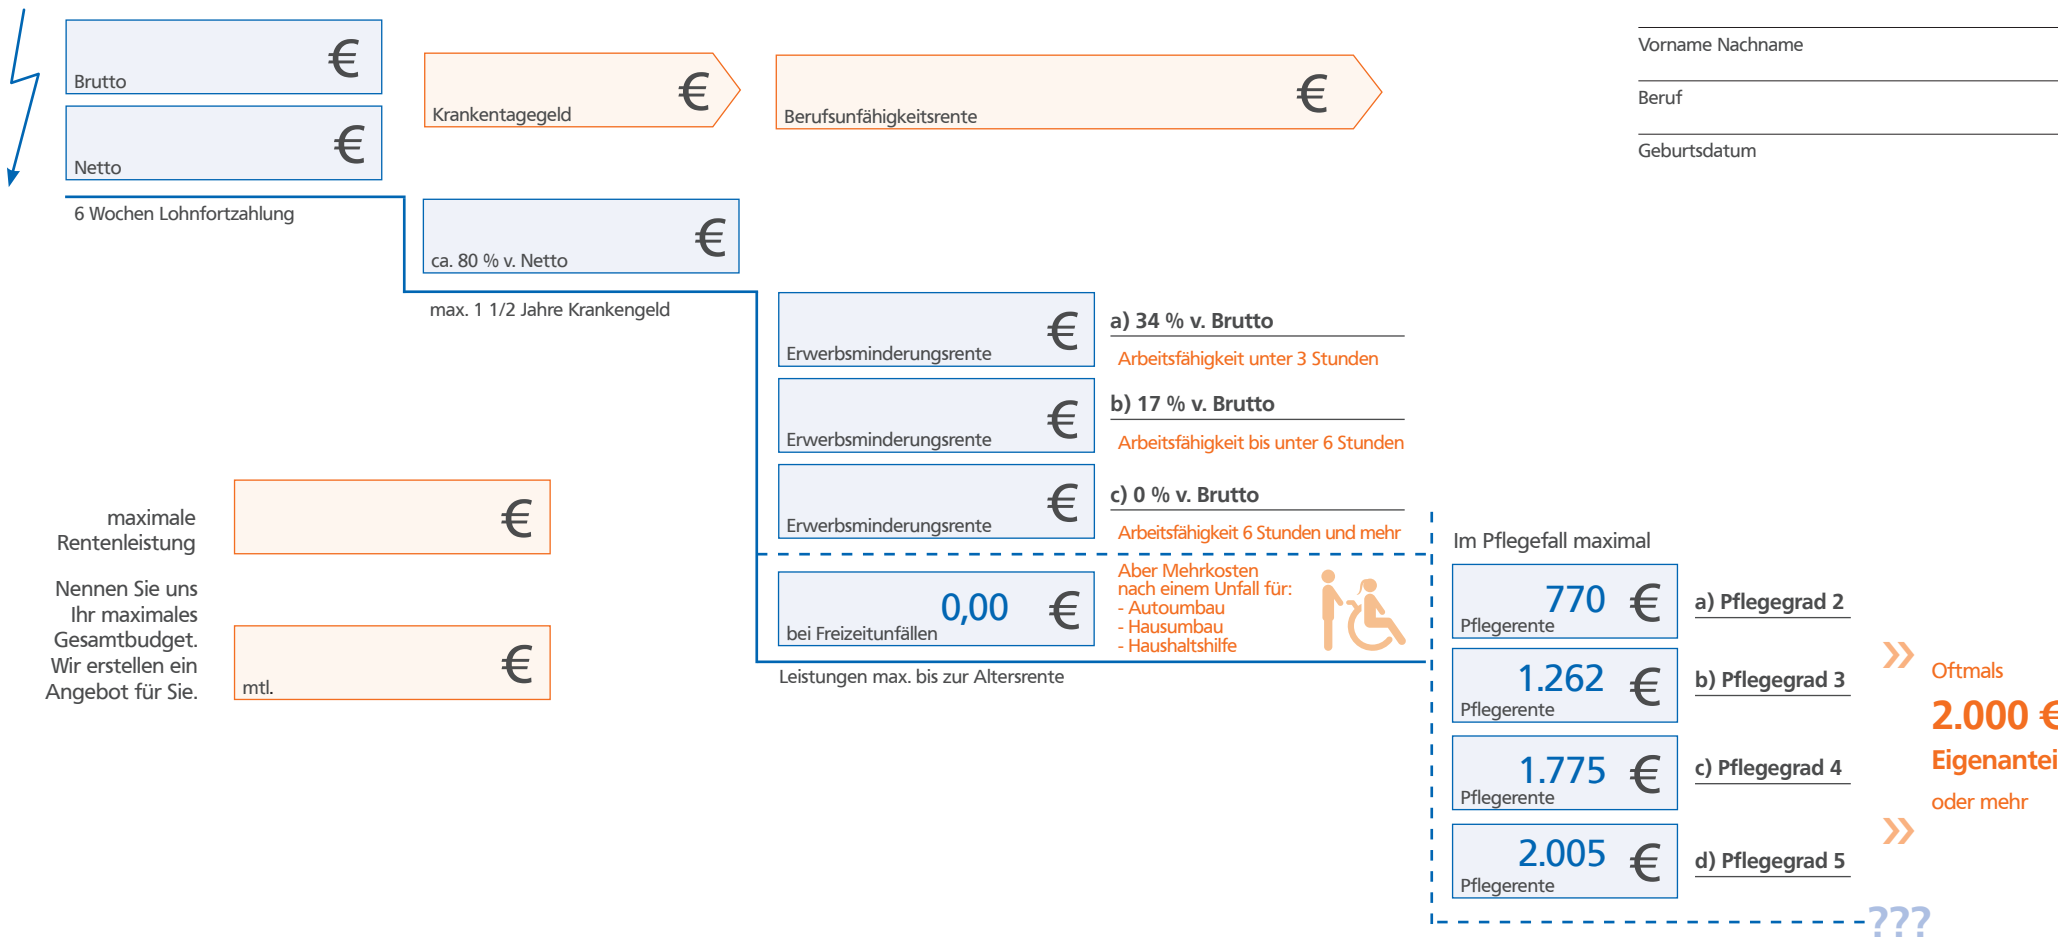 Brutto €
Netto €
6 Wochen Lohnfortzahlung
Krankentagegeld €
Berufsunfähigkeitsrente €
Vorname Nachname
Beruf
Geburtsdatum
ca. 80 % v. Netto €
max. 1 1/2 Jahre Krankengeld
Erwerbsminderungsrente €
a) 34 % v. Brutto
Arbeitsfähigkeit unter 3 Stunden
Erwerbsminderungsrente €
b) 17 % v. Brutto
Arbeitsfähigkeit bis unter 6 Stunden
Erwerbsminderungsrente €
c) 0 % v. Brutto
Arbeitsfähigkeit 6 Stunden und mehr
bei Freizeitunfällen 0,00 €
Aber Mehrkosten
nach einem Unfall für:
- Autoumbau
- Hausumbau
- Haushaltshilfe
Leistungen max. bis zur Altersrente
maximale
Rentenleistung
€
Nennen Sie uns
Ihr maximales
Gesamtbudget.
Wir erstellen ein
Angebot für Sie.
mtl. €
Im Pflegefall maximal
770 €
Pflegerente
a) Pflegegrad 2
1.262 €
Pflegerente
b) Pflegegrad 3
1.775 €
Pflegerente
c) Pflegegrad 4
2.005 €
Pflegerente
d) Pflegegrad 5
»
»
Oftmals
2.000 €
Eigenantei
oder mehr
???